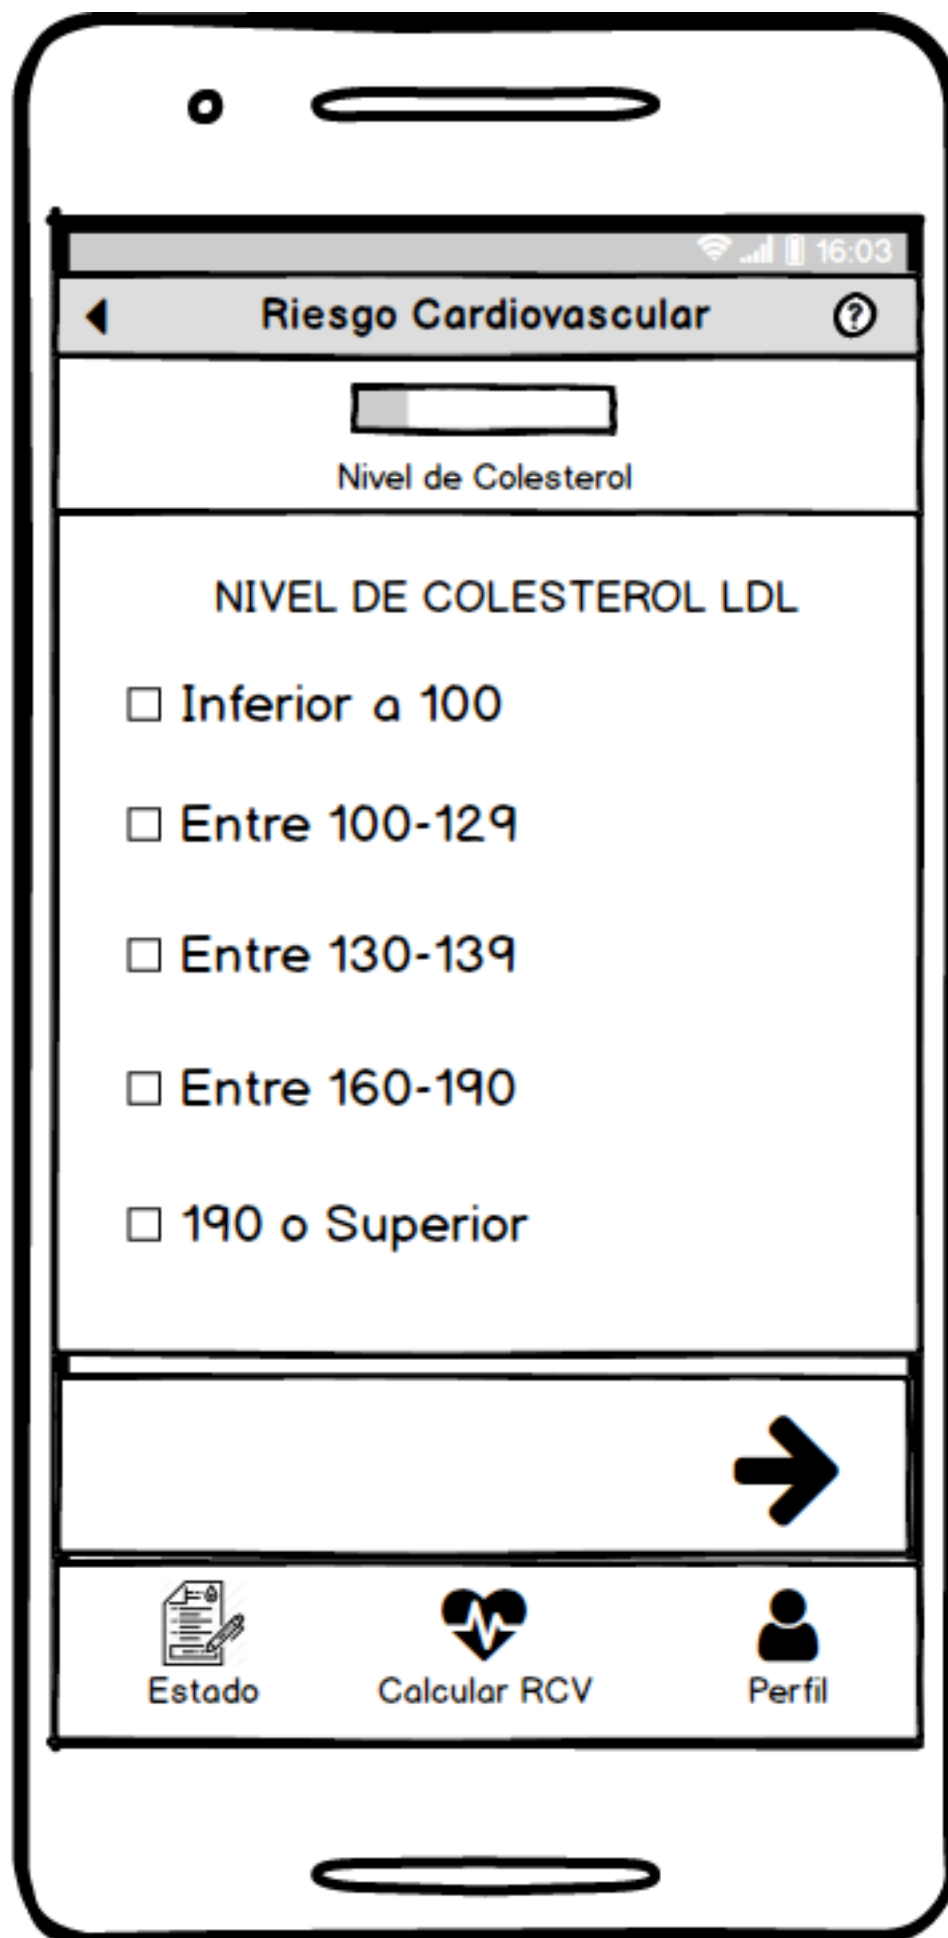 16:03
Riesgo Cardiovascular ?
Nivel de Colesterol
NIVEL DE COLESTEROL LDL
Inferior a 100
Entre 100-129
Entre 130-139
Entre 160-190
190 o Superior
Estado Calcular RCV Perfil